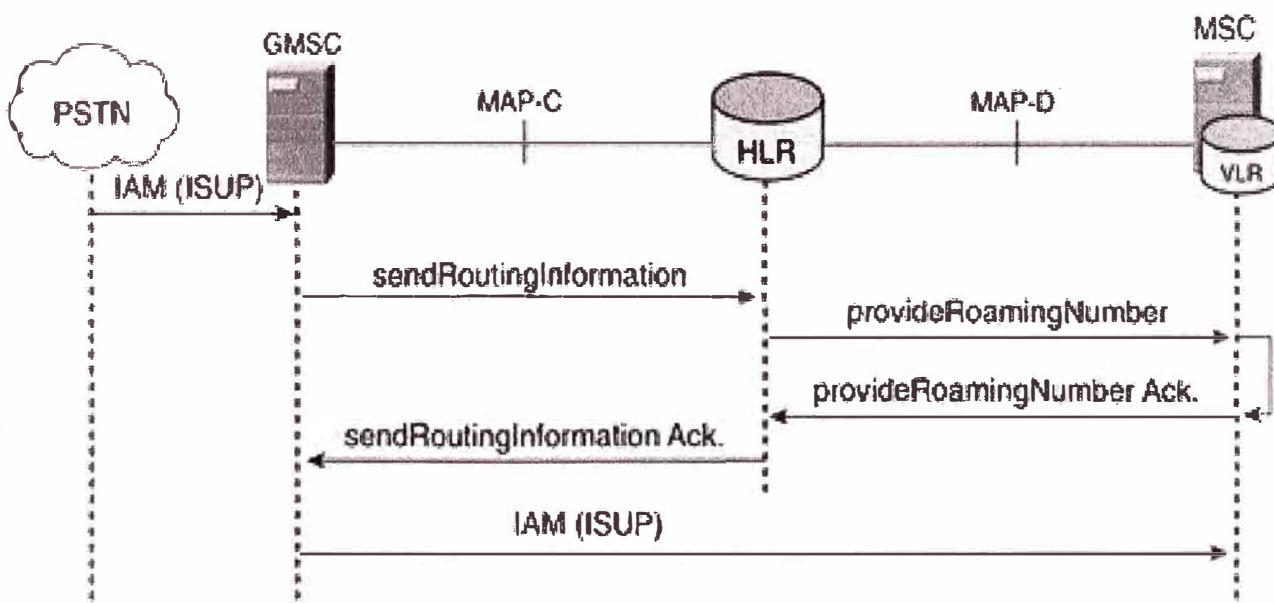 GMSC
MSC
PSTN
MAP-C
MAP-D
HLR
VLR
IAM (ISUP)
sendRoutingInformation
provideRoamingNumber
provideRoamingNumber Ack.
sendRoutingInformation Ack.
IAM (ISUP)